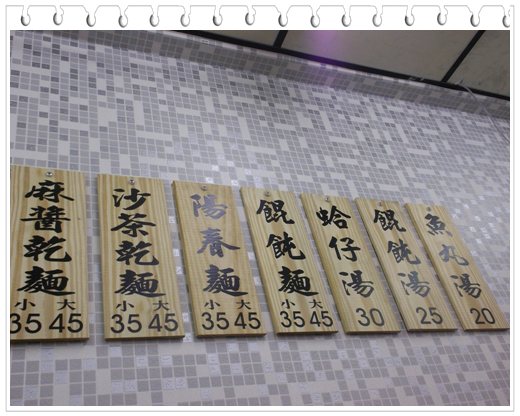 麻醬乾麵
小 大
35 45
沙茶乾麵
小 大
35 45
陽春麵
小 大
35 45
餛飩麵
小 大
35 45
蛤仔湯
30
餛飩湯
25
魚丸湯
20